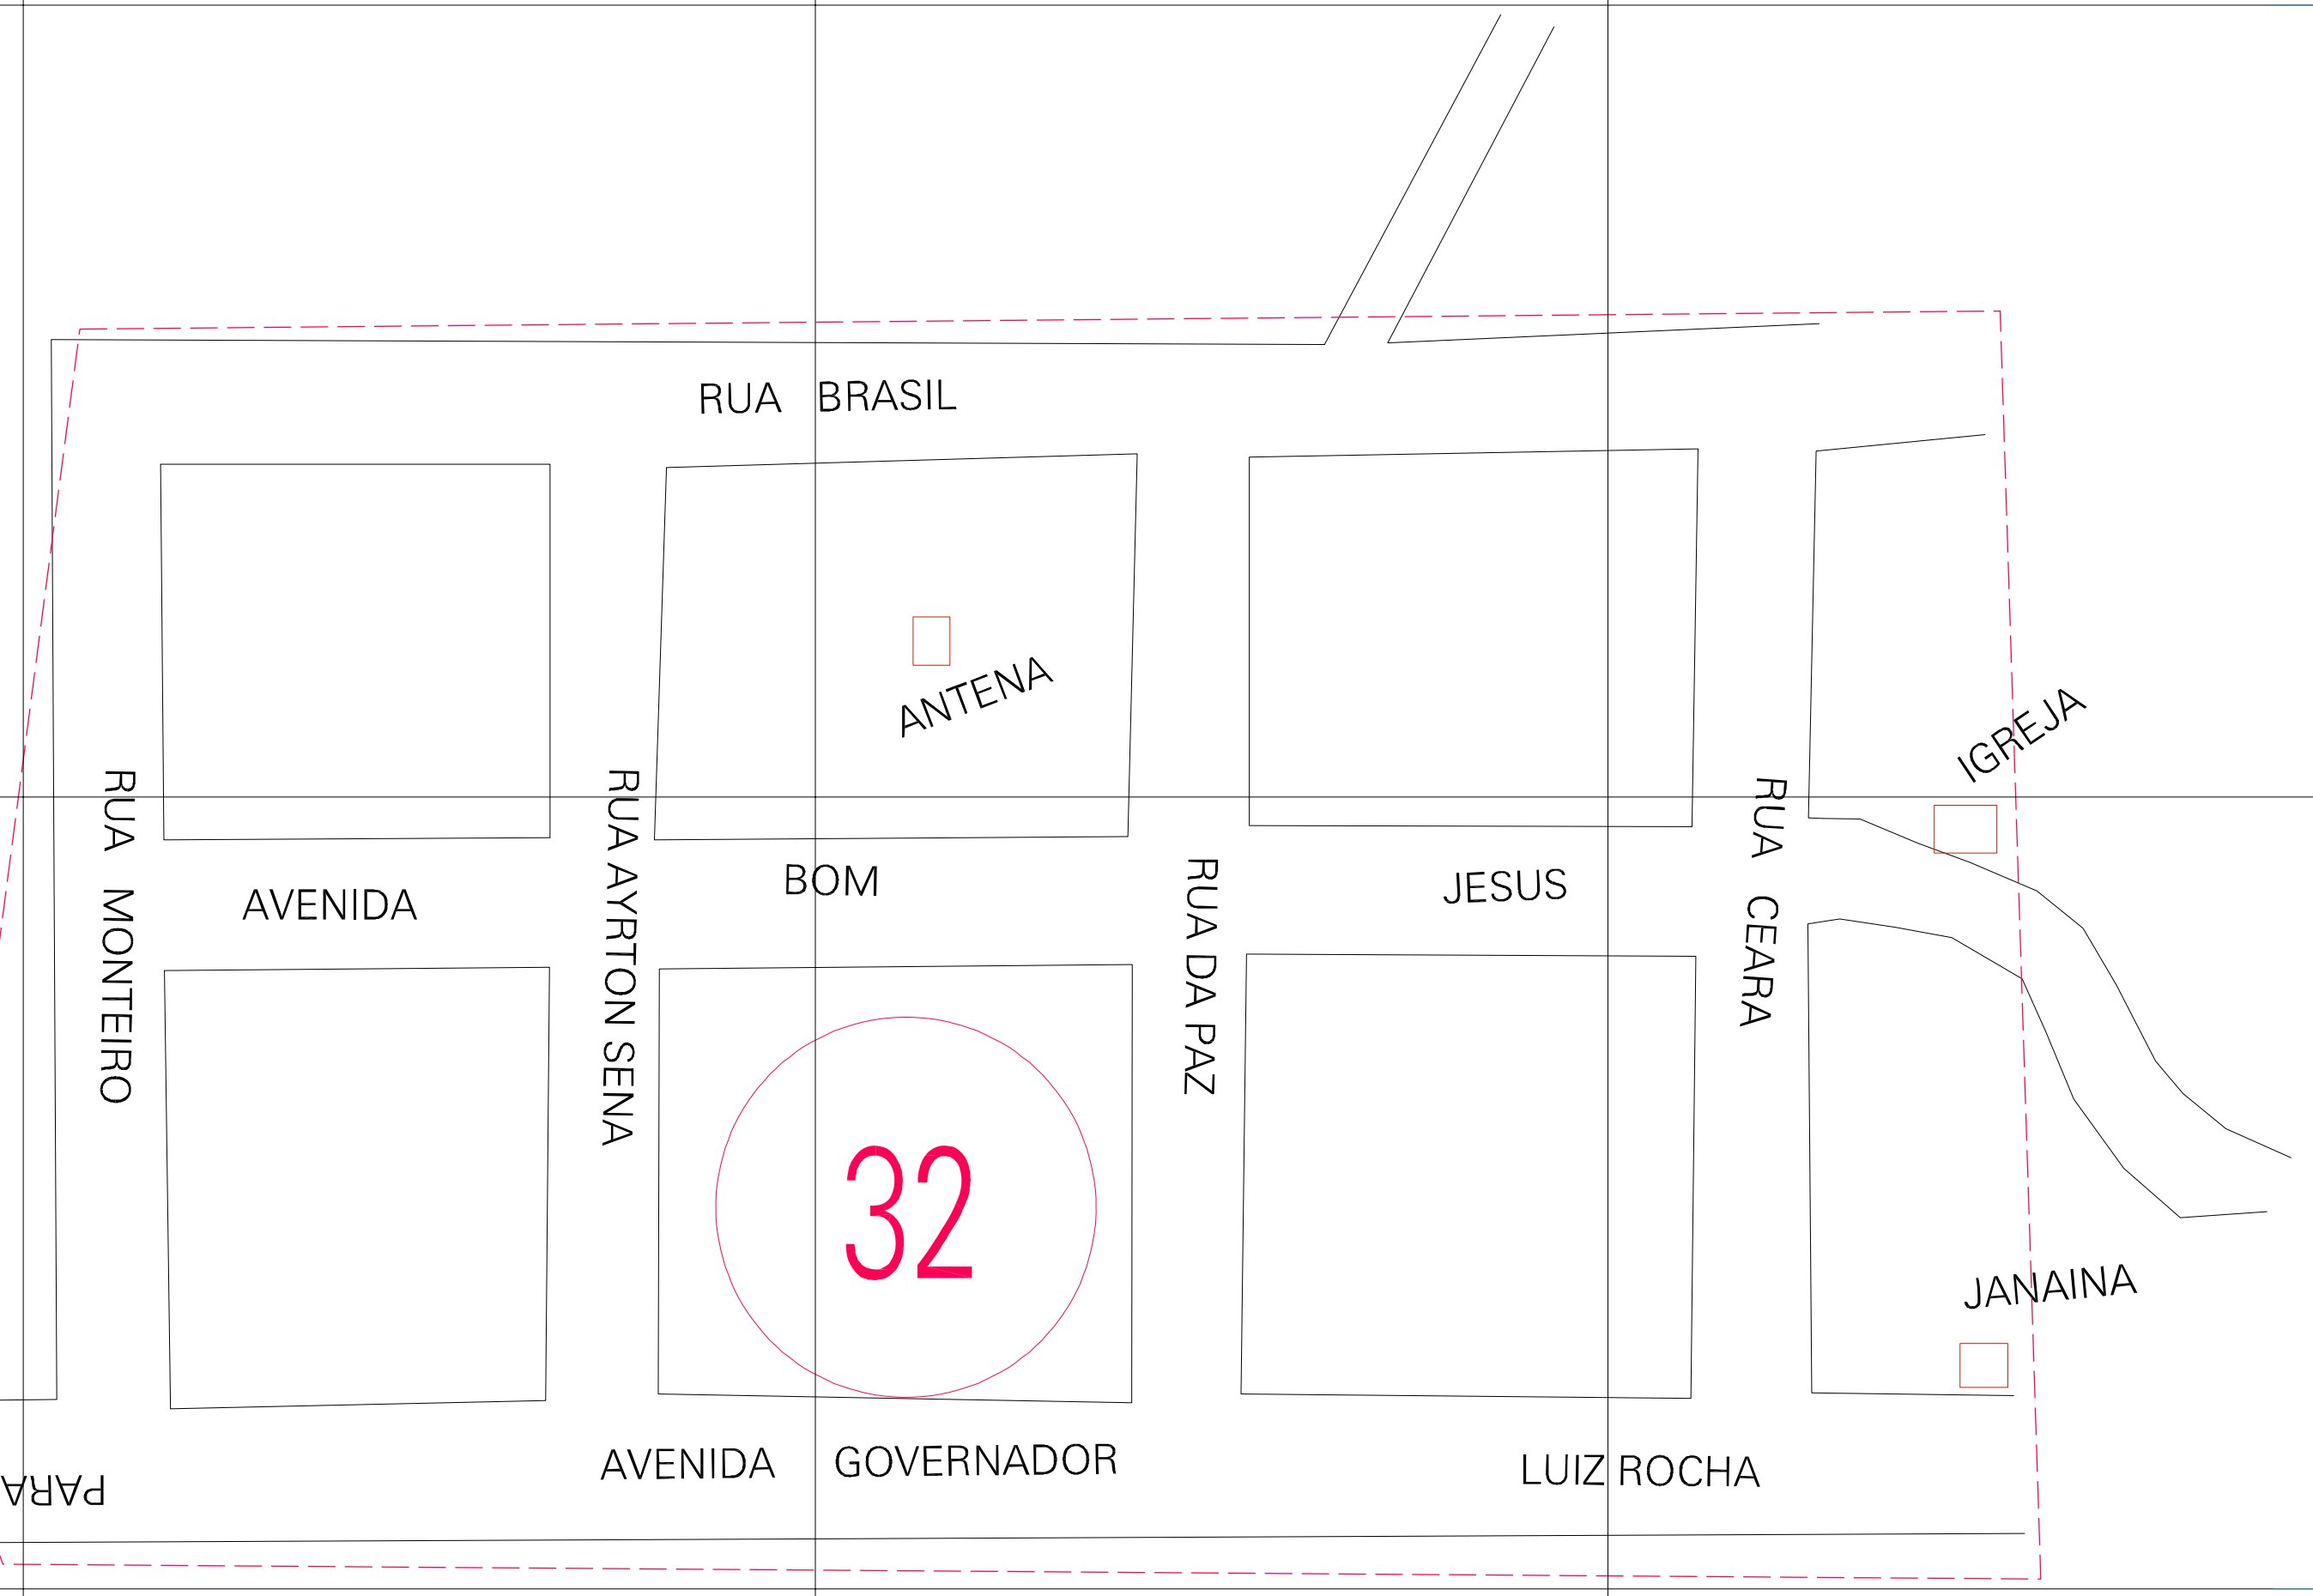 RUA BRASIL
ANTENA
IGREJA
RUA MONTEIRO
RUA AYRTON SENA
RUA DA PAZ
RUA CEARA
AVENIDA BOM JESUS
32
JANAINA
AVENIDA GOVERNADOR LUIZ ROCHA
PARA